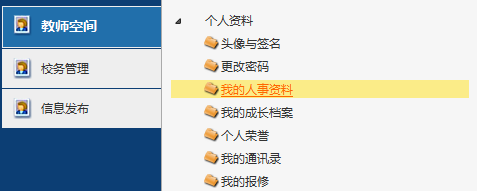 教师空间
校务管理
信息发布
个人资料
头像与签名
更改密码
我的人事资料
我的成长档案
个人荣誉
我的通讯录
我的报修